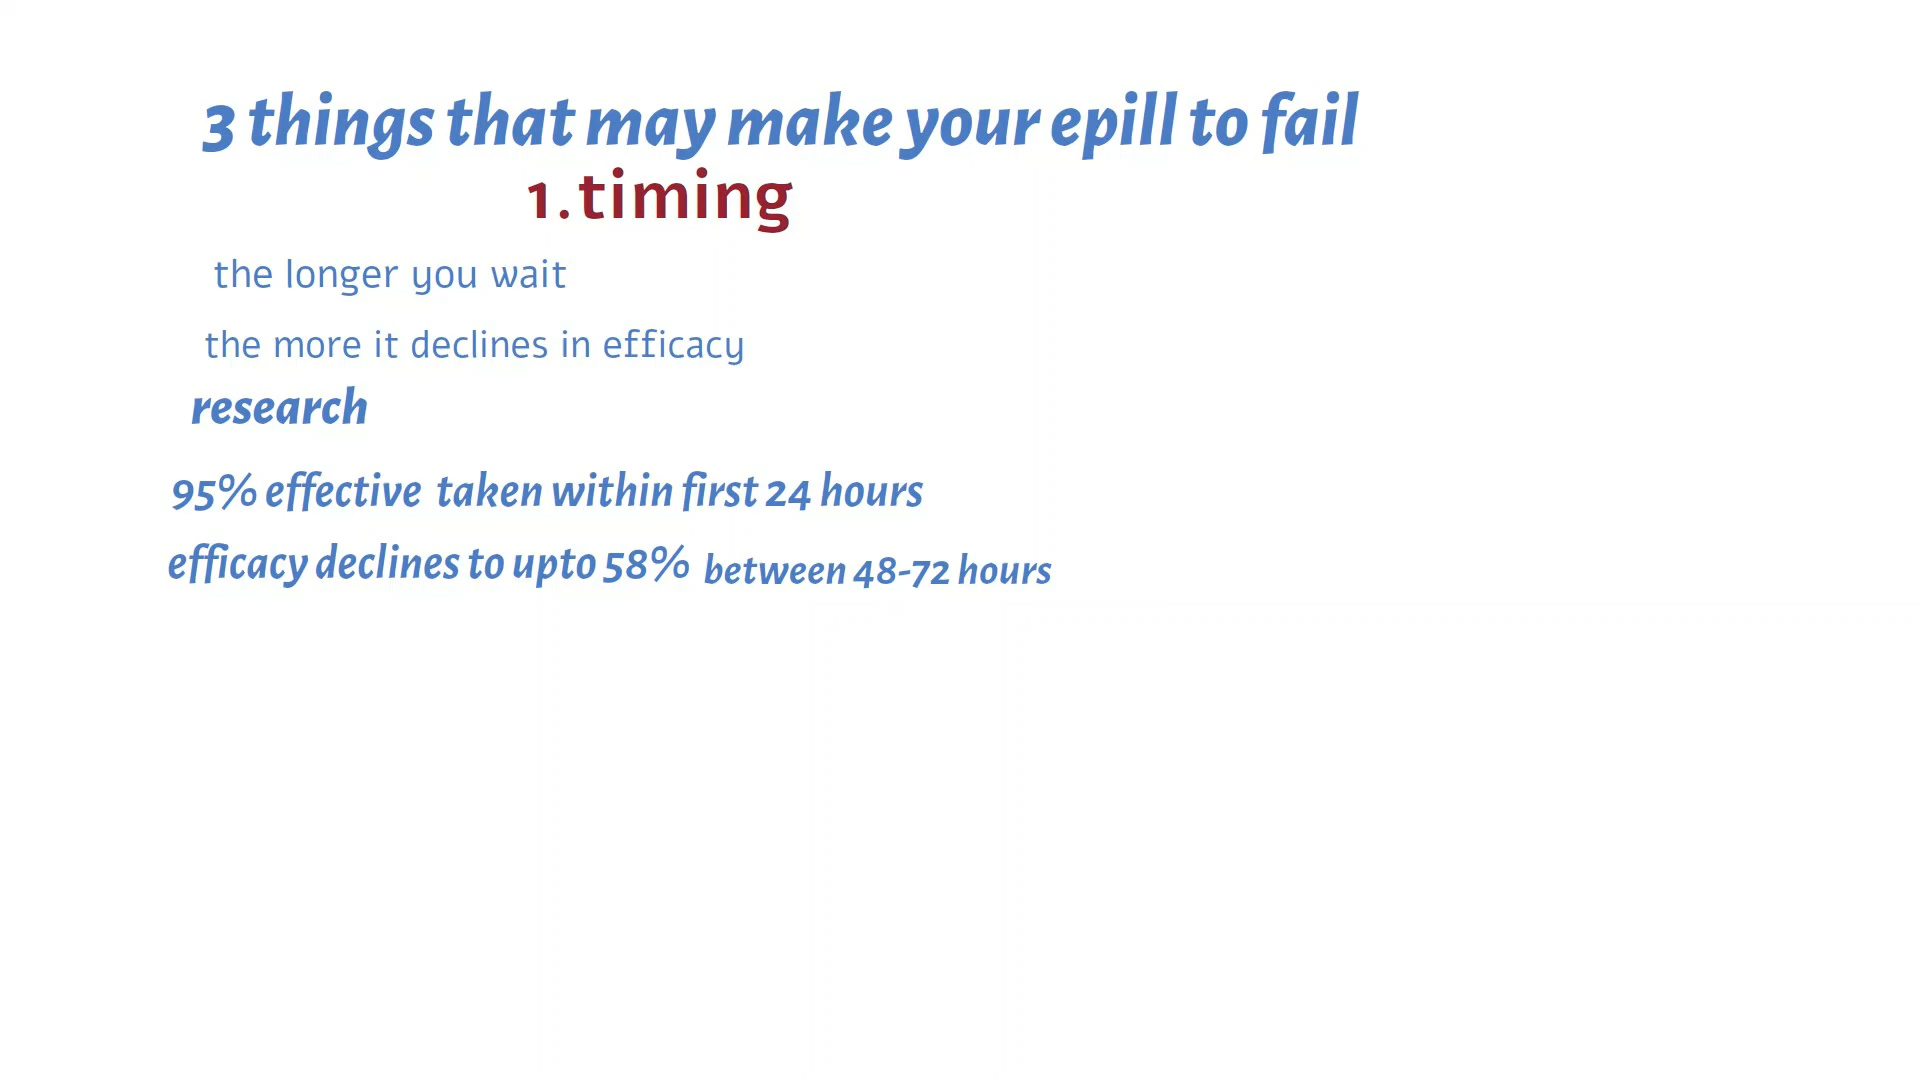 3 things that may make your epill to fail
1.timing
the longer you wait
the more it declines in efficacy
research
95% effective taken within first 24 hours
efficacy declines to upto 58% between 48-72 hours